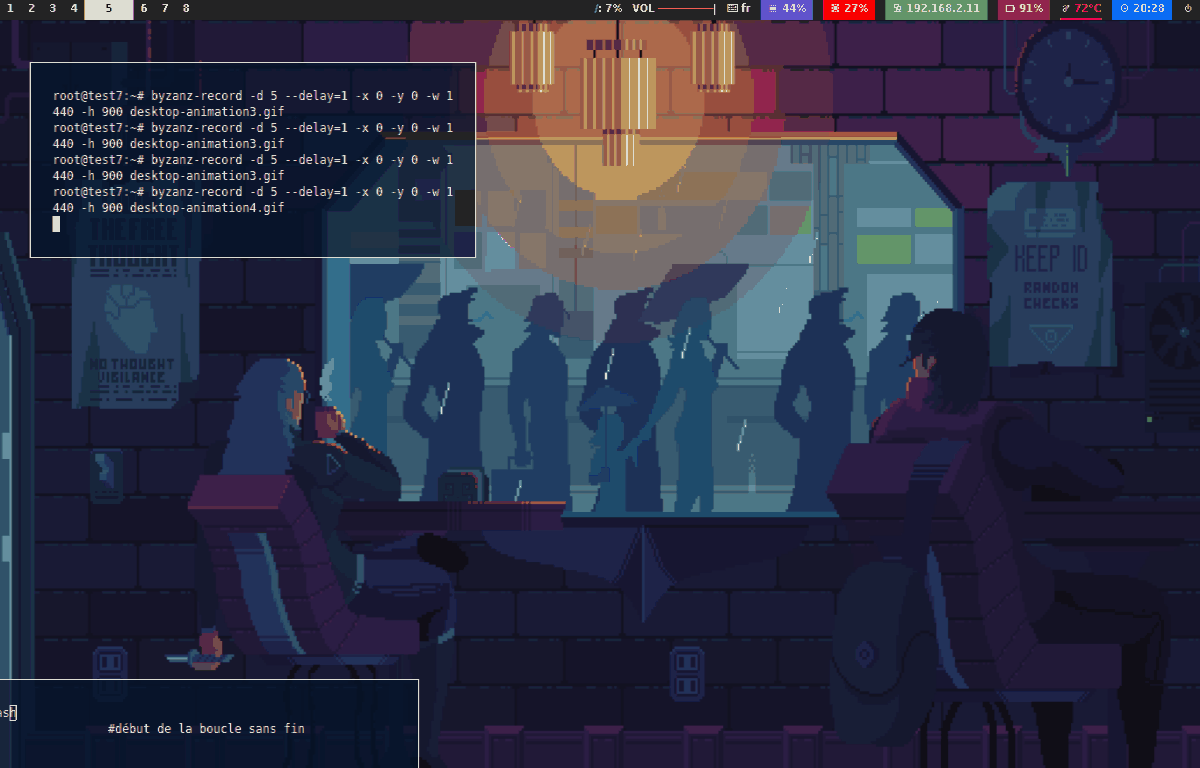 1 2 3 4 5 6 7 8
/: 7% VOL fr 44% 27% 192.168.2.11 91% 72°C 20:28
root@test7:~# byzanz-record -d 5 --delay=1 -x 0 -y 0 -w 1
440 -h 900 desktop-animation3.gif
root@test7:~# byzanz-record -d 5 --delay=1 -x 0 -y 0 -w 1
440 -h 900 desktop-animation3.gif
root@test7:~# byzanz-record -d 5 --delay=1 -x 0 -y 0 -w 1
440 -h 900 desktop-animation3.gif
root@test7:~# byzanz-record -d 5 --delay=1 -x 0 -y 0 -w 1
440 -h 900 desktop-animation4.gif
THE FREE
THOUGHT
NO THOUGHT
VIGILANCE
KEEP ID
RANDOM
CHECKS
ash
#début de la boucle sans fin